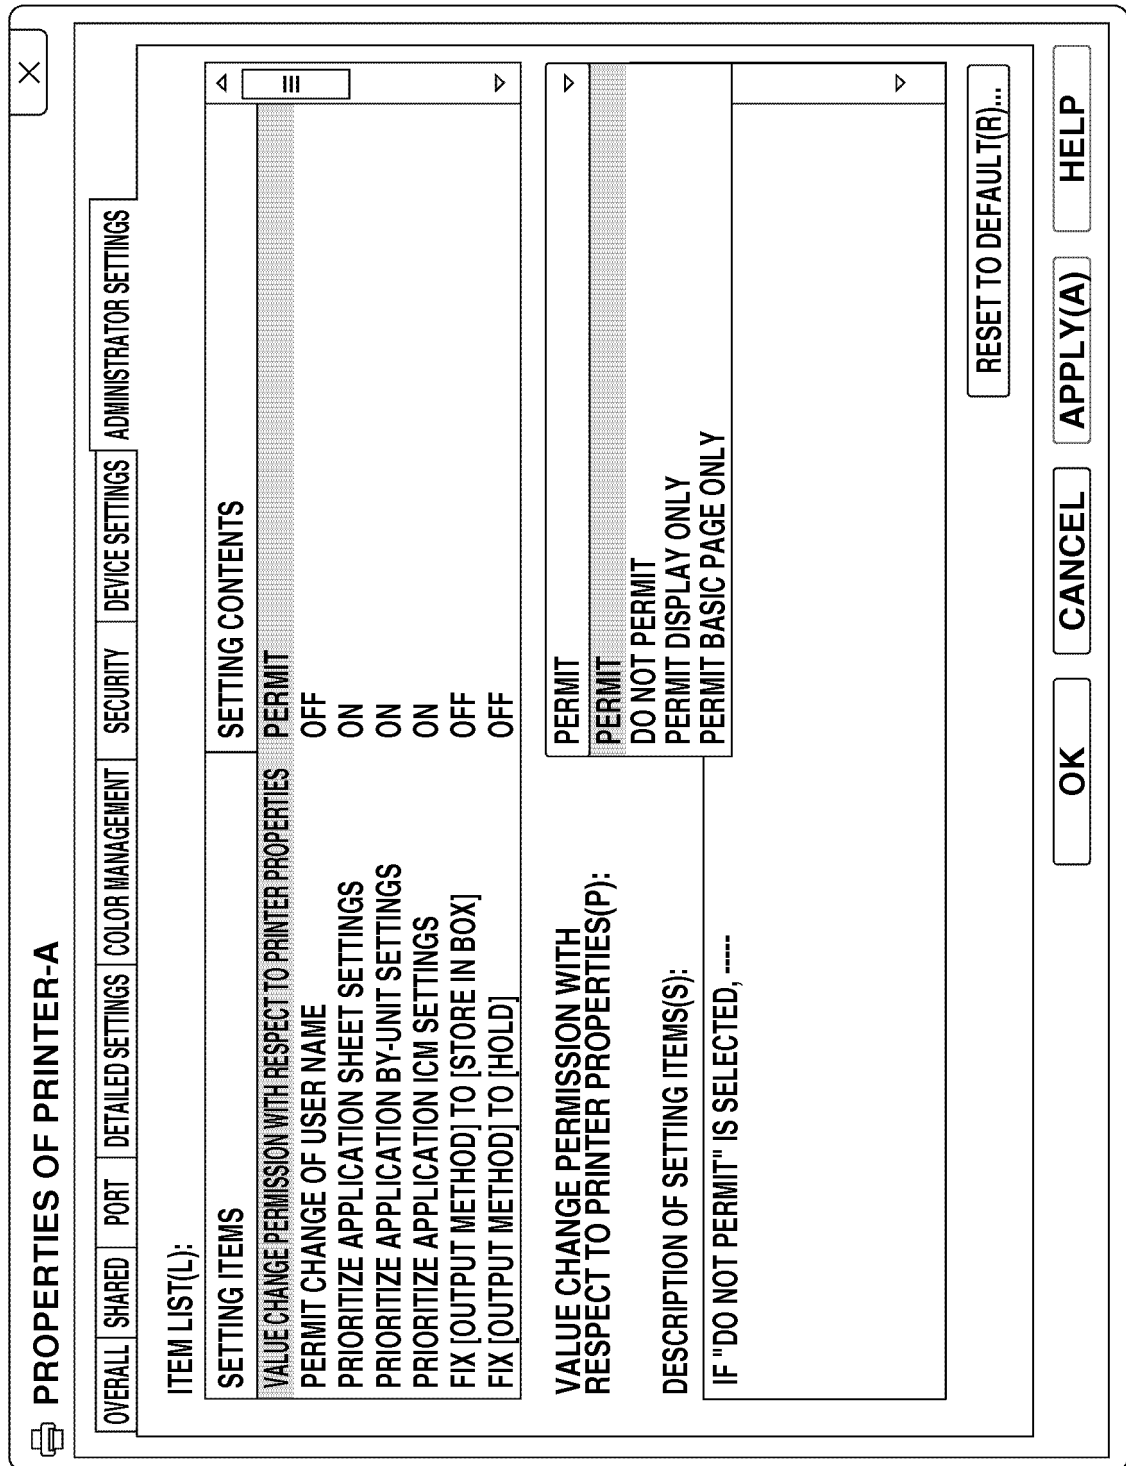 PROPERTIES OF PRINTER-A
OVERALL SHARED PORT DETAILED SETTINGS COLOR MANAGEMENT SECURITY DEVICE SETTINGS ADMINISTRATOR SETTINGS
ITEM LIST(L):
SETTING ITEMS SETTING CONTENTS
VALUE CHANGE PERMISSION WITH RESPECT TO PRINTER PROPERTIES PERMIT
PERMIT CHANGE OF USER NAME OFF
PRIORITIZE APPLICATION SHEET SETTINGS ON
PRIORITIZE APPLICATION BY-UNIT SETTINGS ON
PRIORITIZE APPLICATION ICM SETTINGS ON
FIX [OUTPUT METHOD] TO [STORE IN BOX] OFF
FIX [OUTPUT METHOD] TO [HOLD] OFF
VALUE CHANGE PERMISSION WITH
RESPECT TO PRINTER PROPERTIES(P):
PERMIT
PERMIT
DO NOT PERMIT
PERMIT DISPLAY ONLY
PERMIT BASIC PAGE ONLY
DESCRIPTION OF SETTING ITEMS(S):
IF "DO NOT PERMIT" IS SELECTED, -----
RESET TO DEFAULT(R)...
OK CANCEL APPLY(A) HELP